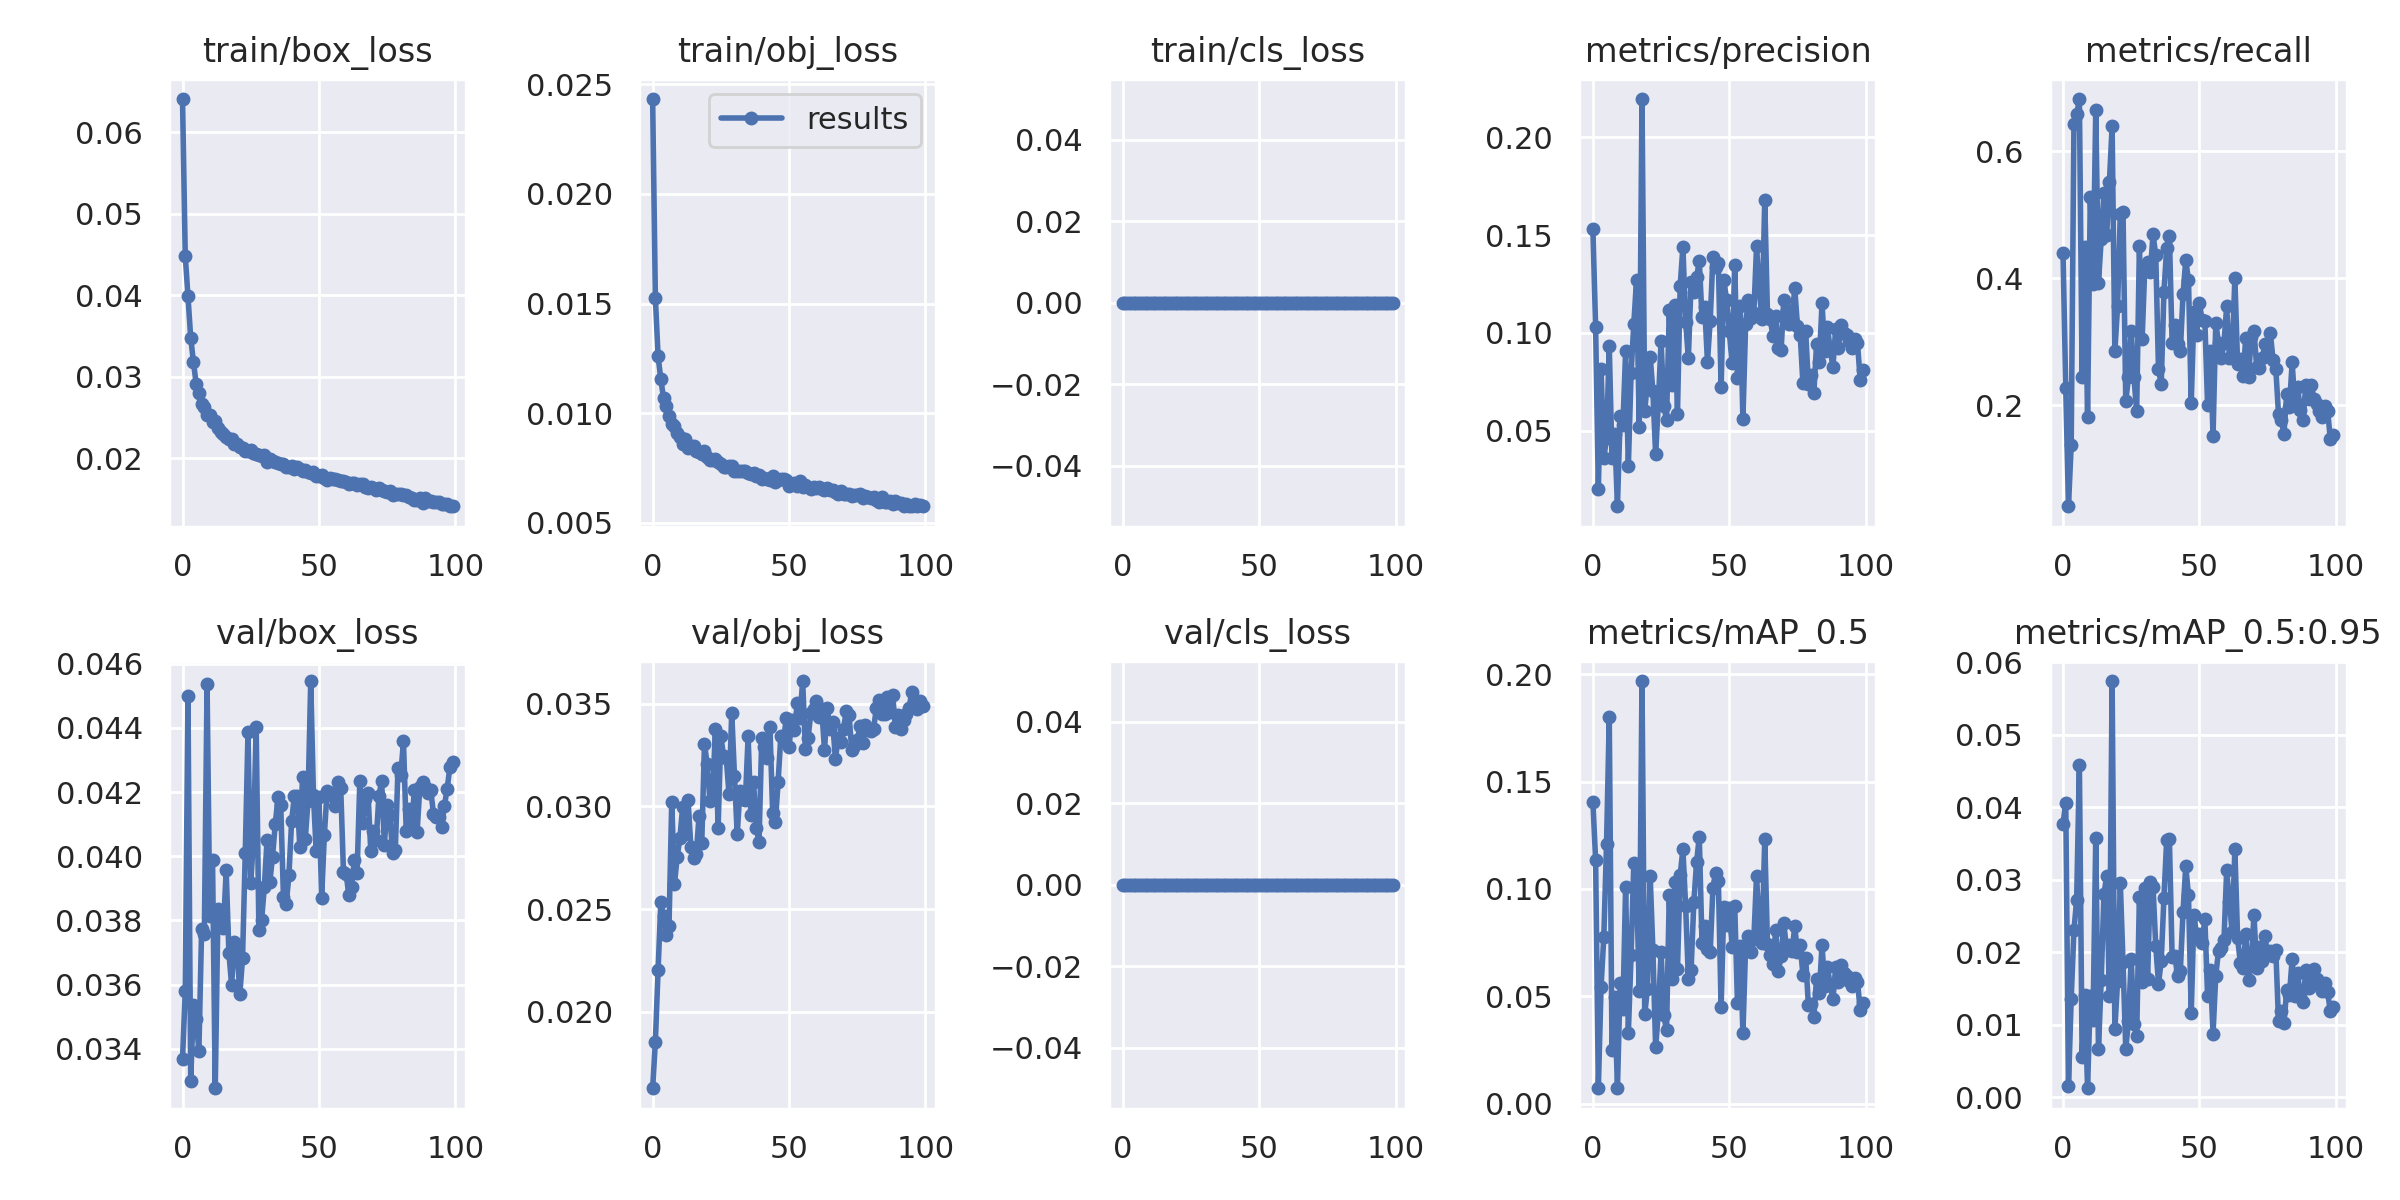 train/box_loss
train/obj_loss
train/cls_loss
metrics/precision
metrics/recall
0.06
0.05
0.04
0.03
0.02
0 50 100
0.025
0.020
0.015
0.010
0.005
results
0 50 100
0.04
0.02
0.00
−0.02
−0.04
0 50 100
0.20
0.15
0.10
0.05
0 50 100
0.6
0.4
0.2
0 50 100
val/box_loss
val/obj_loss
val/cls_loss
metrics/mAP_0.5
metrics/mAP_0.5:0.95
0.046
0.044
0.042
0.040
0.038
0.036
0.034
0 50 100
0.035
0.030
0.025
0.020
0 50 100
0.04
0.02
0.00
−0.02
−0.04
0 50 100
0.20
0.15
0.10
0.05
0.00
0 50 100
0.06
0.05
0.04
0.03
0.02
0.01
0.00
0 50 100